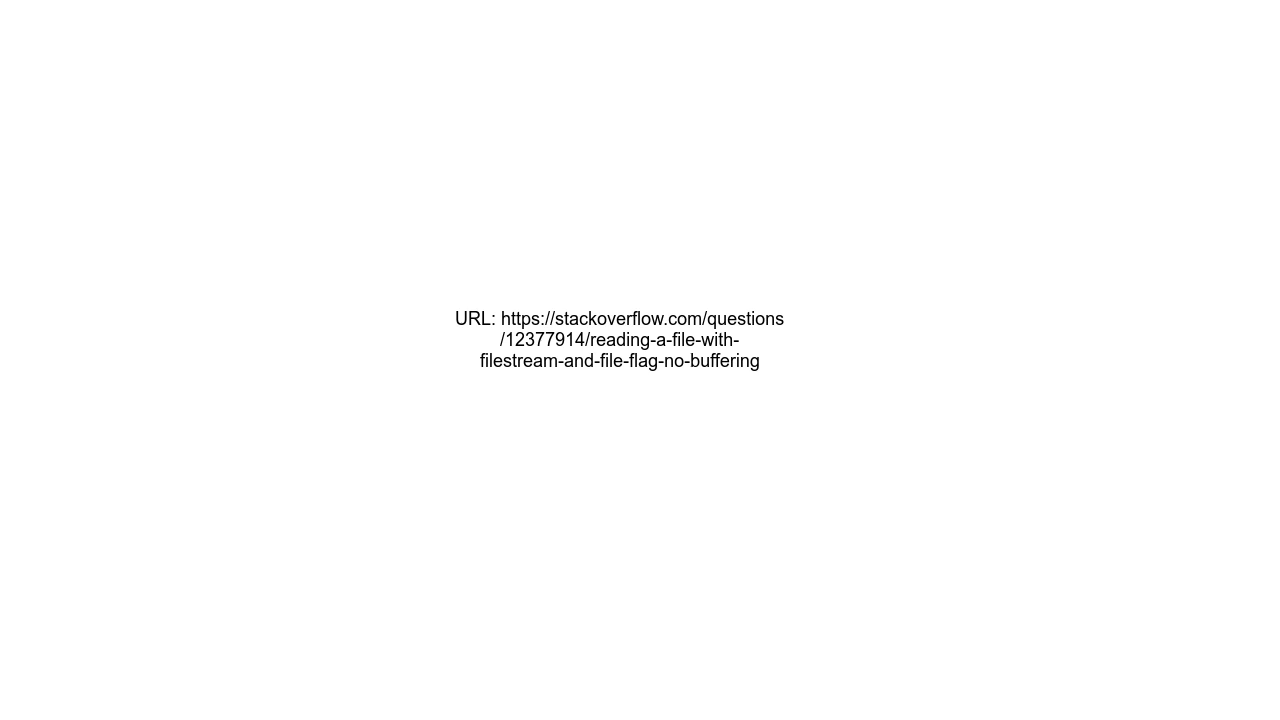 URL: https://stackoverflow.com/questions
/12377914/reading-a-file-with-
filestream-and-file-flag-no-buffering